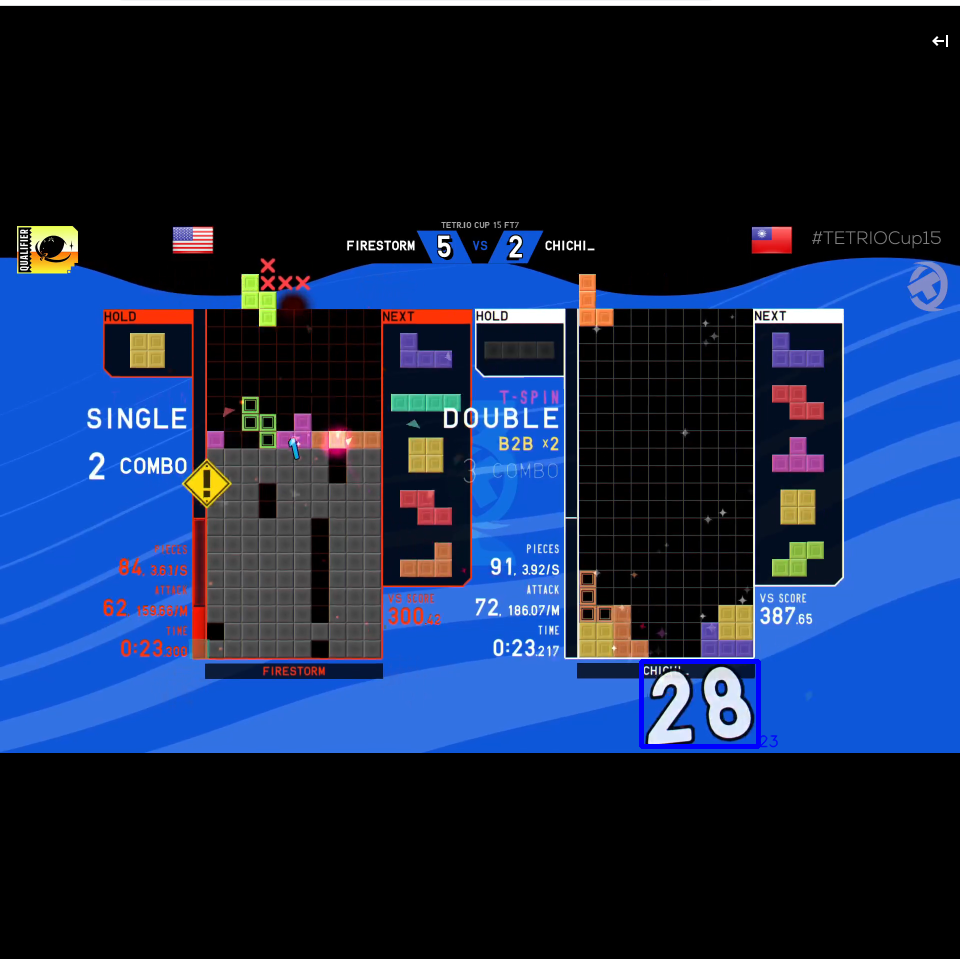 QUALIFIER
TETR.IO CUP 15 FT7
FIRESTORM 5 VS 2 CHICHI_
#TETRIOCup15
HOLD
NEXT
SINGLE
2 COMBO
PIECES
84, 3.61/S
ATTACK
62, 159.66/M
TIME
0:23.300
VS SCORE
300.43
FIRESTORM
HOLD
NEXT
T-SPIN
DOUBLE
B2B ×2
3 COMBO
PIECES
91, 3.92/S
ATTACK
72, 186.07/M
TIME
0:23.217
VS SCORE
387.65
28
23